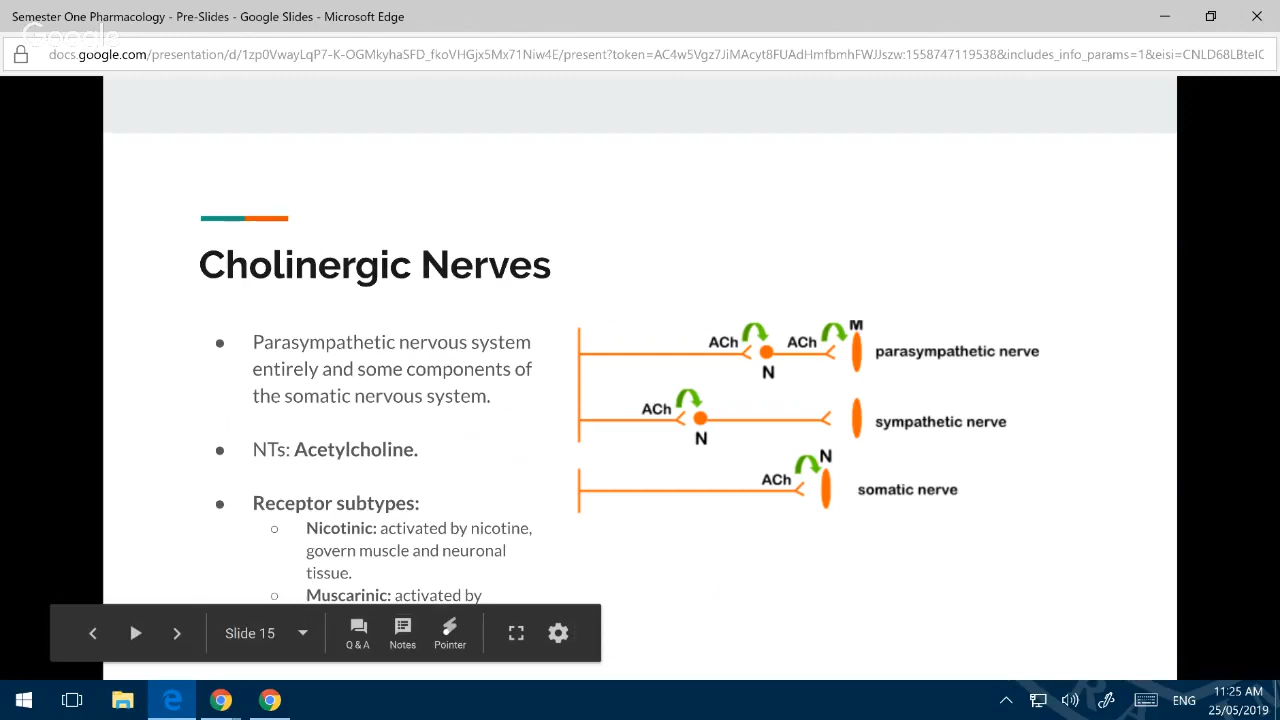 Semester One Pharmacology - Pre-Slides - Google Slides - Microsoft Edge
Google
docs.google.com/presentation/d/1zp0VwayLqP7-K-OGMkyhaSFD_fkoVHGjx5Mx71Niw4E/present?token=AC4w5Vgz7JiMAcyt8FUAdHmfbmhFWJJszw:1558747119538&includes_info_params=1&eisi=CNLD68LBteIC
Cholinergic Nerves
Parasympathetic nervous system
entirely and some components of
the somatic nervous system.
NTs: Acetylcholine.
Receptor subtypes:
Nicotinic: activated by nicotine,
govern muscle and neuronal
tissue.
Muscarinic: activated by
ACh ACh M
parasympathetic nerve
N
ACh
sympathetic nerve
N
ACh N
somatic nerve
Slide 15
Q & A Notes Pointer
ENG
11:25 AM
25/05/2019